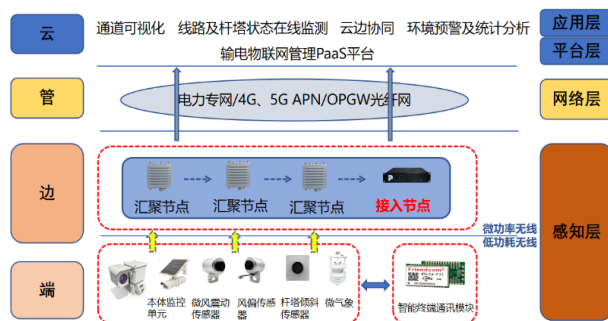 云
通道可视化 线路及杆塔状态在线监测 云边协同 环境预警及统计分析
输电物联网管理PaaS平台
应用层
平台层
管
电力专网/4G、5G APN/OPGW光纤网
网络层
边
汇聚节点
汇聚节点
汇聚节点
接入节点
微功率无线
低功耗无线
感知层
端
本体监控
单元
微风震动
传感器
风偏传感
器
杆塔倾斜
传感器
微气象
Friendcom
智能终端通讯模块